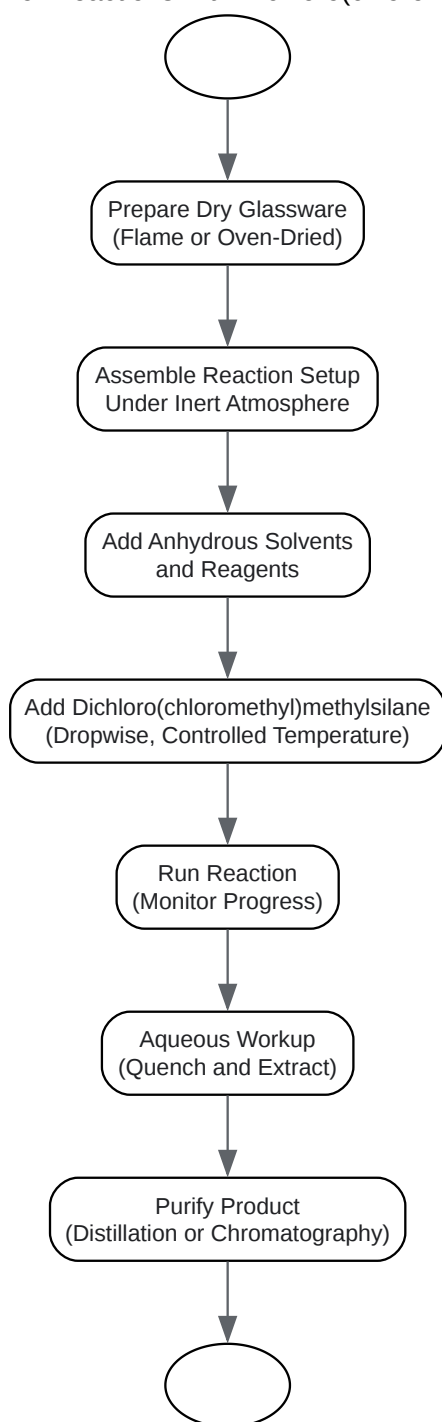 Prepare Dry Glassware
(Flame or Oven-Dried)
Assemble Reaction Setup
Under Inert Atmosphere
Add Anhydrous Solvents
and Reagents
Add Dichloro(chloromethyl)methylsilane
(Dropwise, Controlled Temperature)
Run Reaction
(Monitor Progress)
Aqueous Workup
(Quench and Extract)
Purify Product
(Distillation or Chromatography)